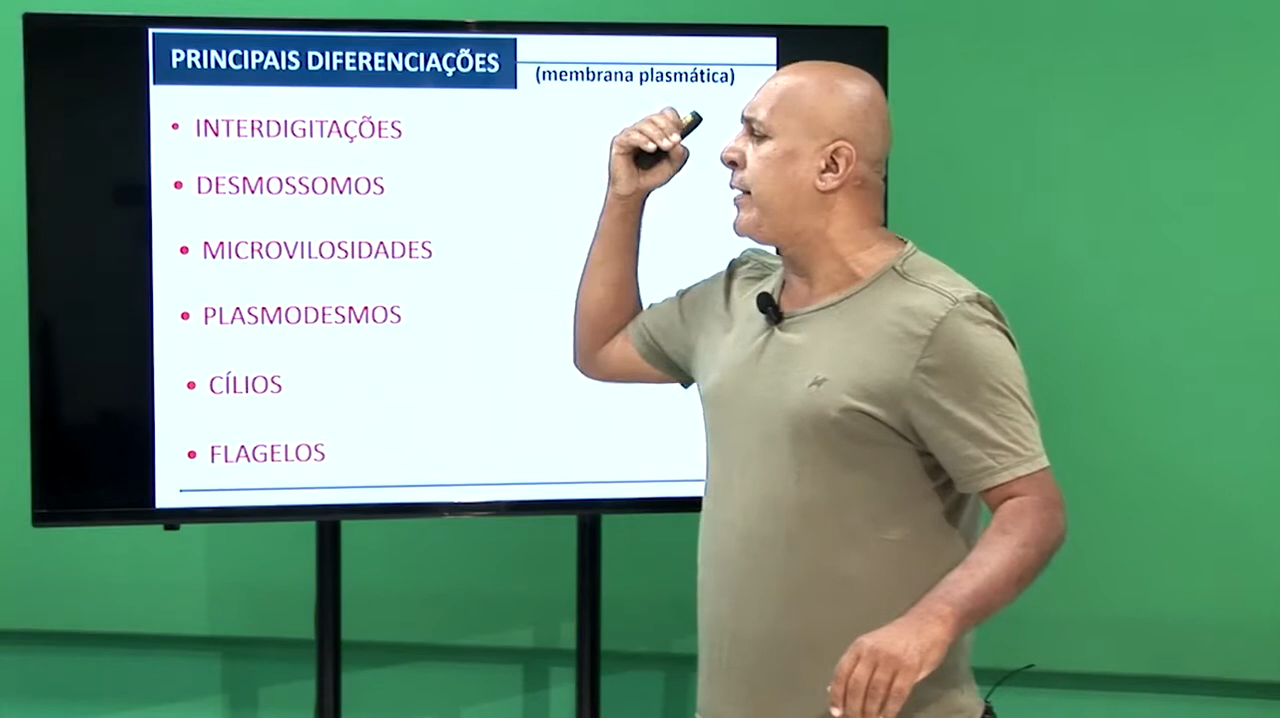 PRINCIPAIS DIFERENCIAÇÕES
(membrana plasmática)
• INTERDIGITAÇÕES
• DESMOSSOMOS
• MICROVILOSIDADES
• PLASMODESMOS
• CÍLIOS
• FLAGELOS